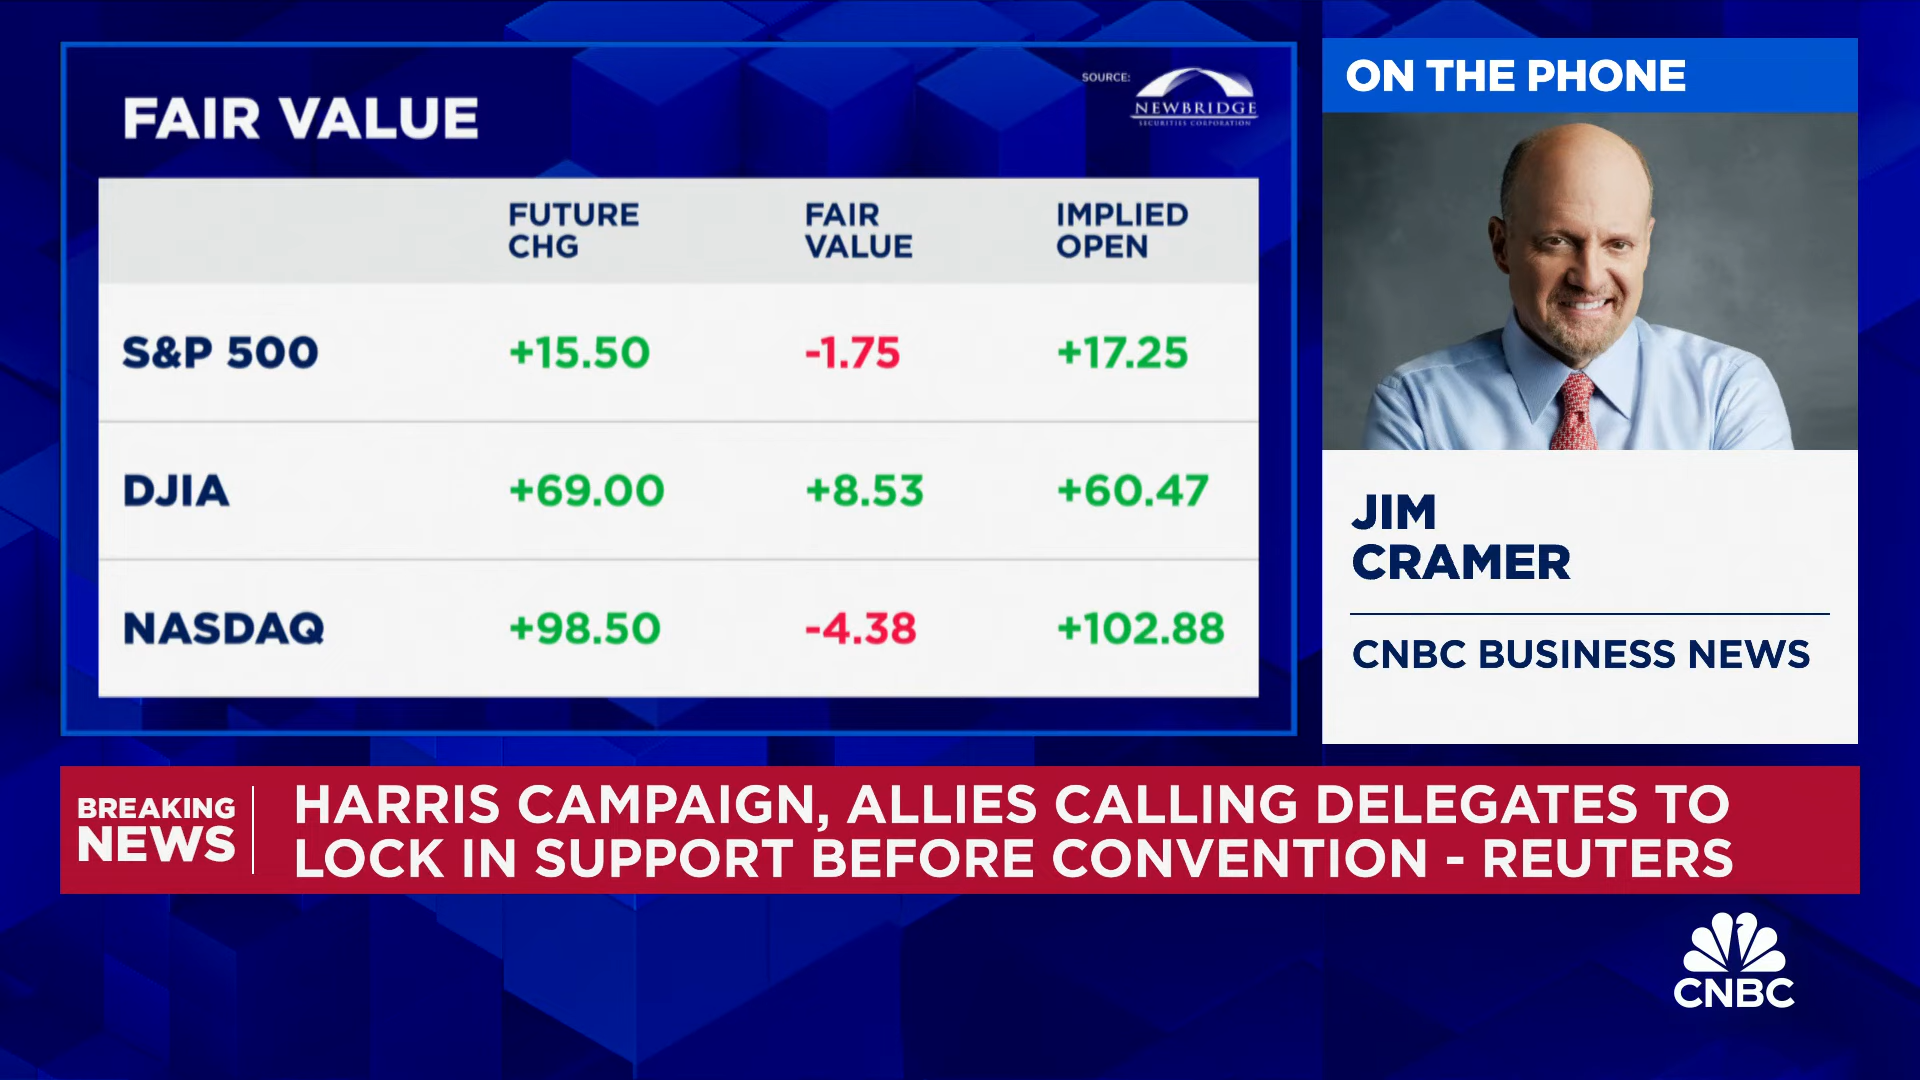 FAIR VALUE
SOURCE:
NEWBRIDGE
SECURITIES CORPORATION
FUTURE CHG
FAIR VALUE
IMPLIED OPEN
S&P 500 +15.50 -1.75 +17.25
DJIA +69.00 +8.53 +60.47
NASDAQ +98.50 -4.38 +102.88
ON THE PHONE
JIM
CRAMER
CNBC BUSINESS NEWS
BREAKING
NEWS
HARRIS CAMPAIGN, ALLIES CALLING DELEGATES TO
LOCK IN SUPPORT BEFORE CONVENTION - REUTERS
CNBC